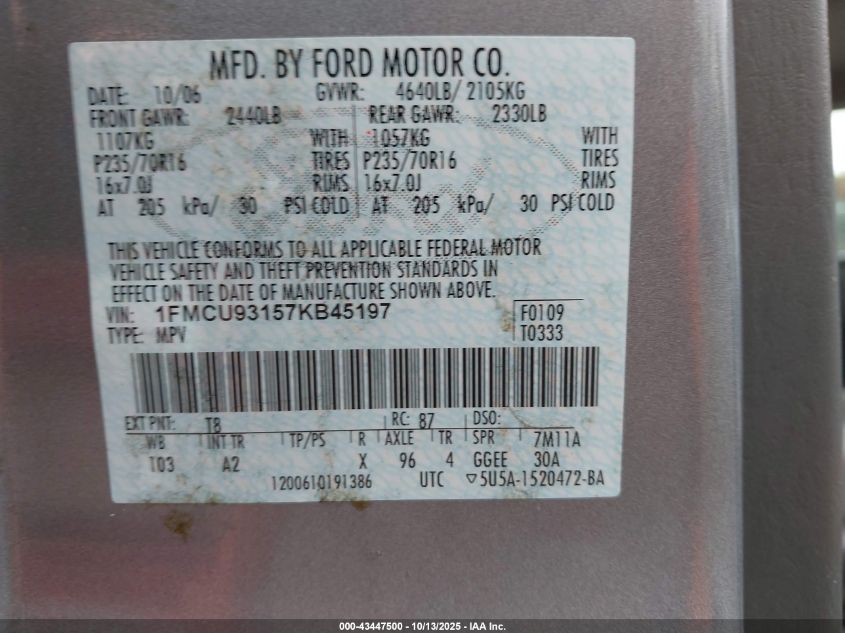 MFD. BY FORD MOTOR CO.
DATE: 10/06 GVWR: 4640LB/ 2105KG
FRONT GAWR: 2440LB REAR GAWR: 2330LB
1107KG WITH 1057KG WITH
P235/70R16 TIRES P235/70R16 TIRES
16x7.0J RIMS 16x7.0J RIMS
AT 205 kPa/ 30 PSI COLD AT 205 kPa/ 30 PSI COLD
THIS VEHICLE CONFORMS TO ALL APPLICABLE FEDERAL MOTOR
VEHICLE SAFETY AND THEFT PREVENTION STANDARDS IN
EFFECT ON THE DATE OF MANUFACTURE SHOWN ABOVE.
VIN: 1FMCU93157KB45197 F0109
TYPE: MPV T0333
EXT PNT: T8 RC: 87 DSO:
WB INT TR TP/PS R AXLE TR SPR 7M11A
103 A2 X 96 4 GGEE 30A
1200610191386 UTC ▽5U5A-1520472-BA
000-43447500 - 10/13/2025 - IAA Inc.